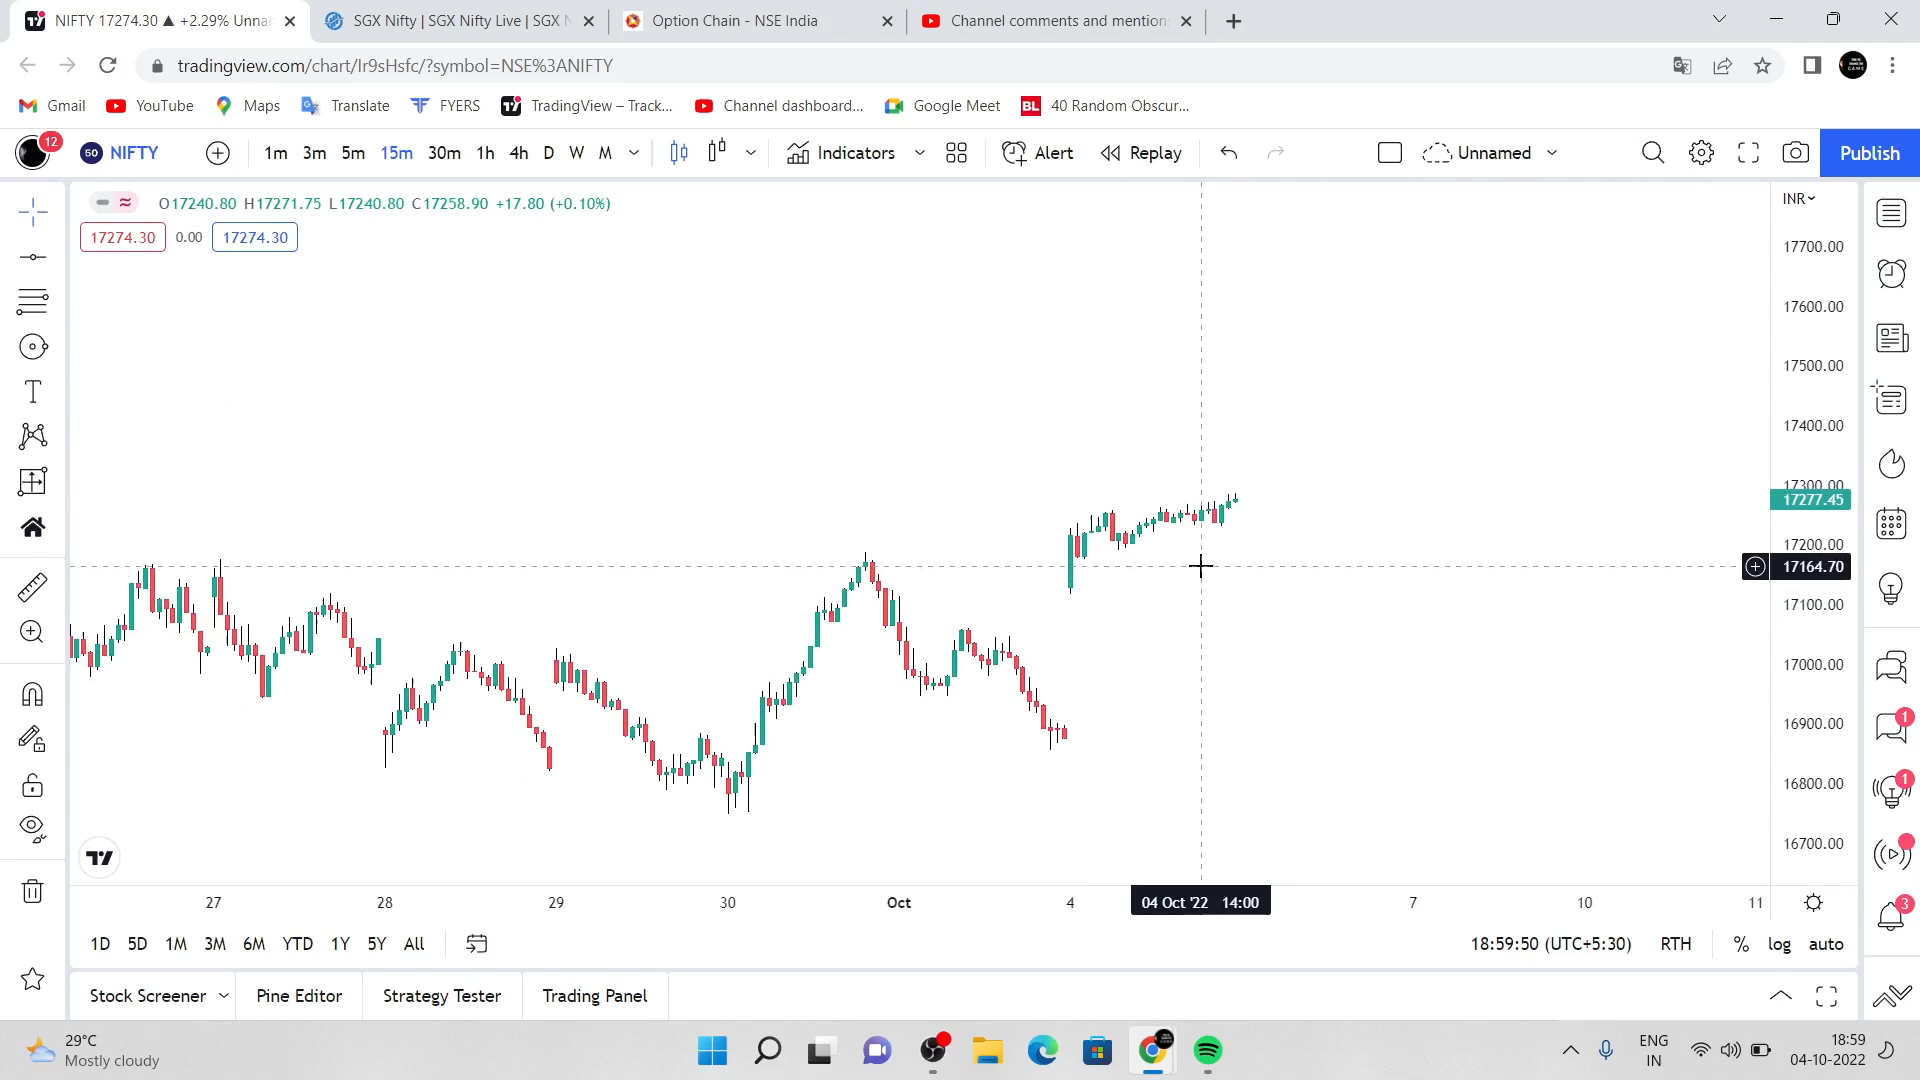 NIFTY 17274.30 ▲ +2.29% Unnar
SGX Nifty | SGX Nifty Live | SGX N
Option Chain - NSE India
Channel comments and mention
tradingview.com/chart/Ir9sHsfc/?symbol=NSE%3ANIFTY
Gmail YouTube Maps Translate FYERS TradingView – Track... Channel dashboard... Google Meet BL 40 Random Obscur...
12 50 NIFTY 1m 3m 5m 15m 30m 1h 4h D W M Indicators Alert Replay Unnamed Publish
O17240.80 H17271.75 L17240.80 C17258.90 +17.80 (+0.10%)
INR
17274.30 0.00 17274.30
17700.00
17600.00
17500.00
17400.00
17300.00
17277.45
17200.00
17164.70
17100.00
17000.00
16900.00
16800.00
16700.00
1
1
3
27 28 29 30 Oct 4 04 Oct '22 14:00 7 10 11
1D 5D 1M 3M 6M YTD 1Y 5Y All 18:59:50 (UTC+5:30) RTH % log auto
Stock Screener Pine Editor Strategy Tester Trading Panel
29°C
Mostly cloudy
ENG
IN
18:59
04-10-2022